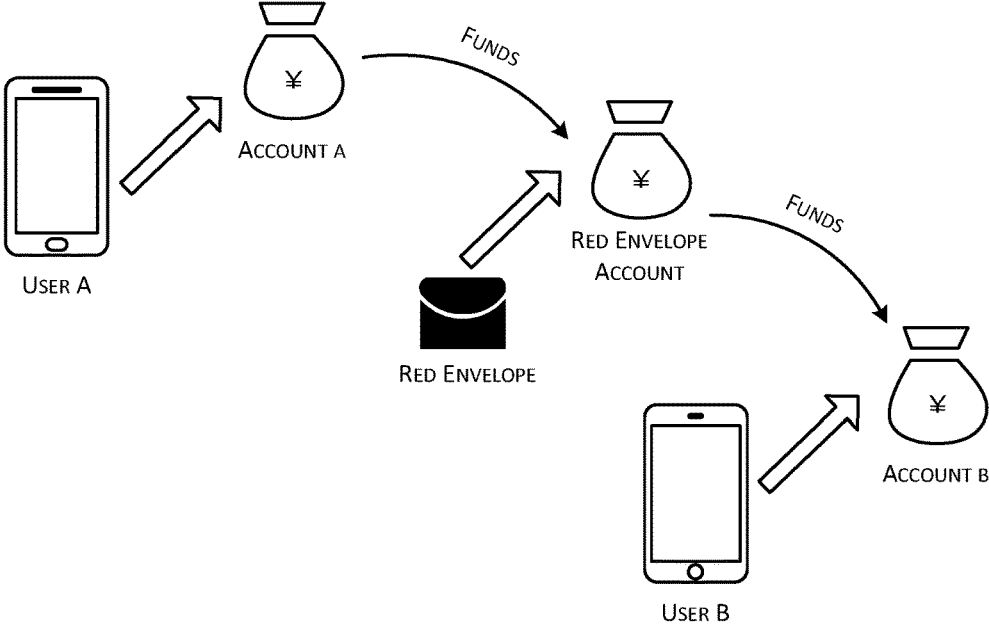 FUNDS
¥
ACCOUNT A
USER A
¥
RED ENVELOPE
ACCOUNT
FUNDS
RED ENVELOPE
¥
ACCOUNT B
USER B